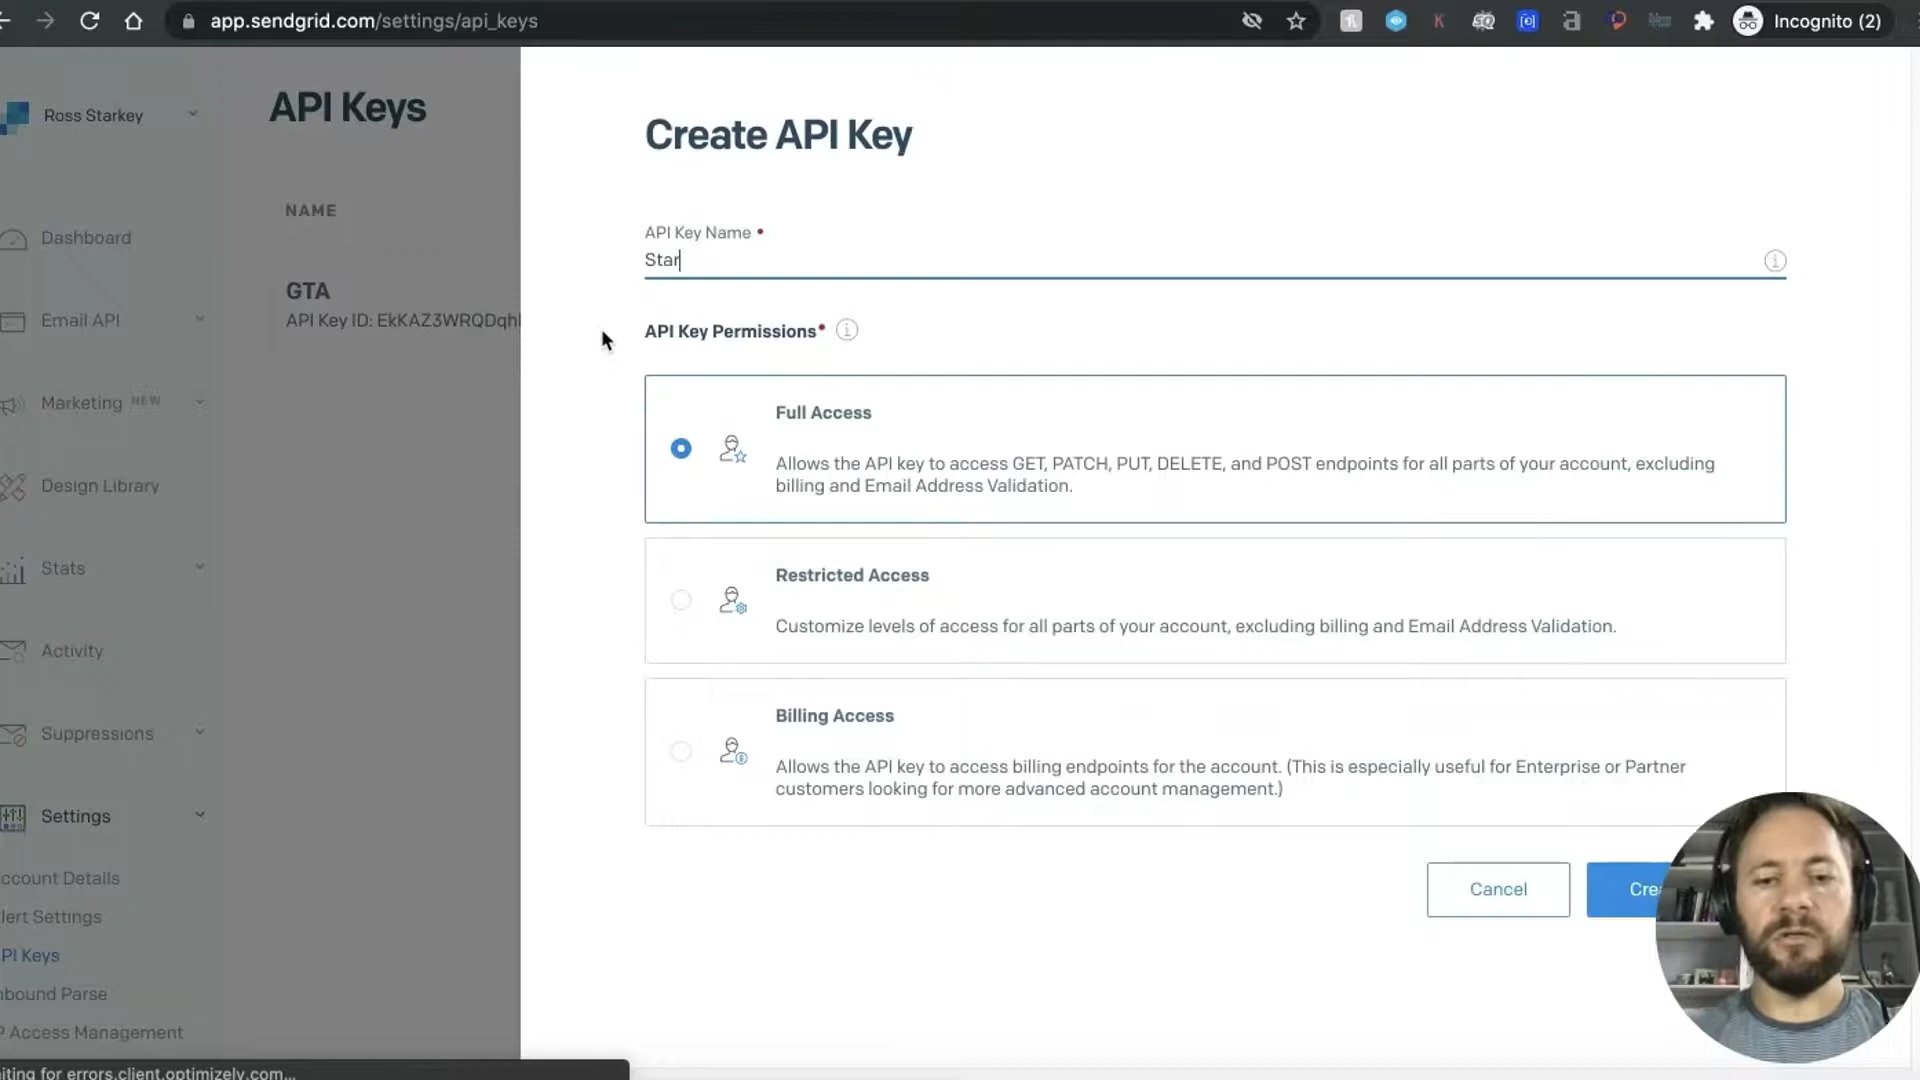 app.sendgrid.com/settings/api_keys
Incognito (2)
Ross Starkey
API Keys
NAME
GTA
API Key ID: EkKAZ3WRQDqh
Dashboard
Email API
Marketing NEW
Design Library
Stats
Activity
Suppressions
Settings
ccount Details
lert Settings
PI Keys
nbound Parse
P Access Management
iting for errors.client.optimizely.com...
Create API Key
API Key Name •
Star
API Key Permissions*
Full Access
Allows the API key to access GET, PATCH, PUT, DELETE, and POST endpoints for all parts of your account, excluding
billing and Email Address Validation.
Restricted Access
Customize levels of access for all parts of your account, excluding billing and Email Address Validation.
Billing Access
Allows the API key to access billing endpoints for the account. (This is especially useful for Enterprise or Partner
customers looking for more advanced account management.)
Cancel
Cre